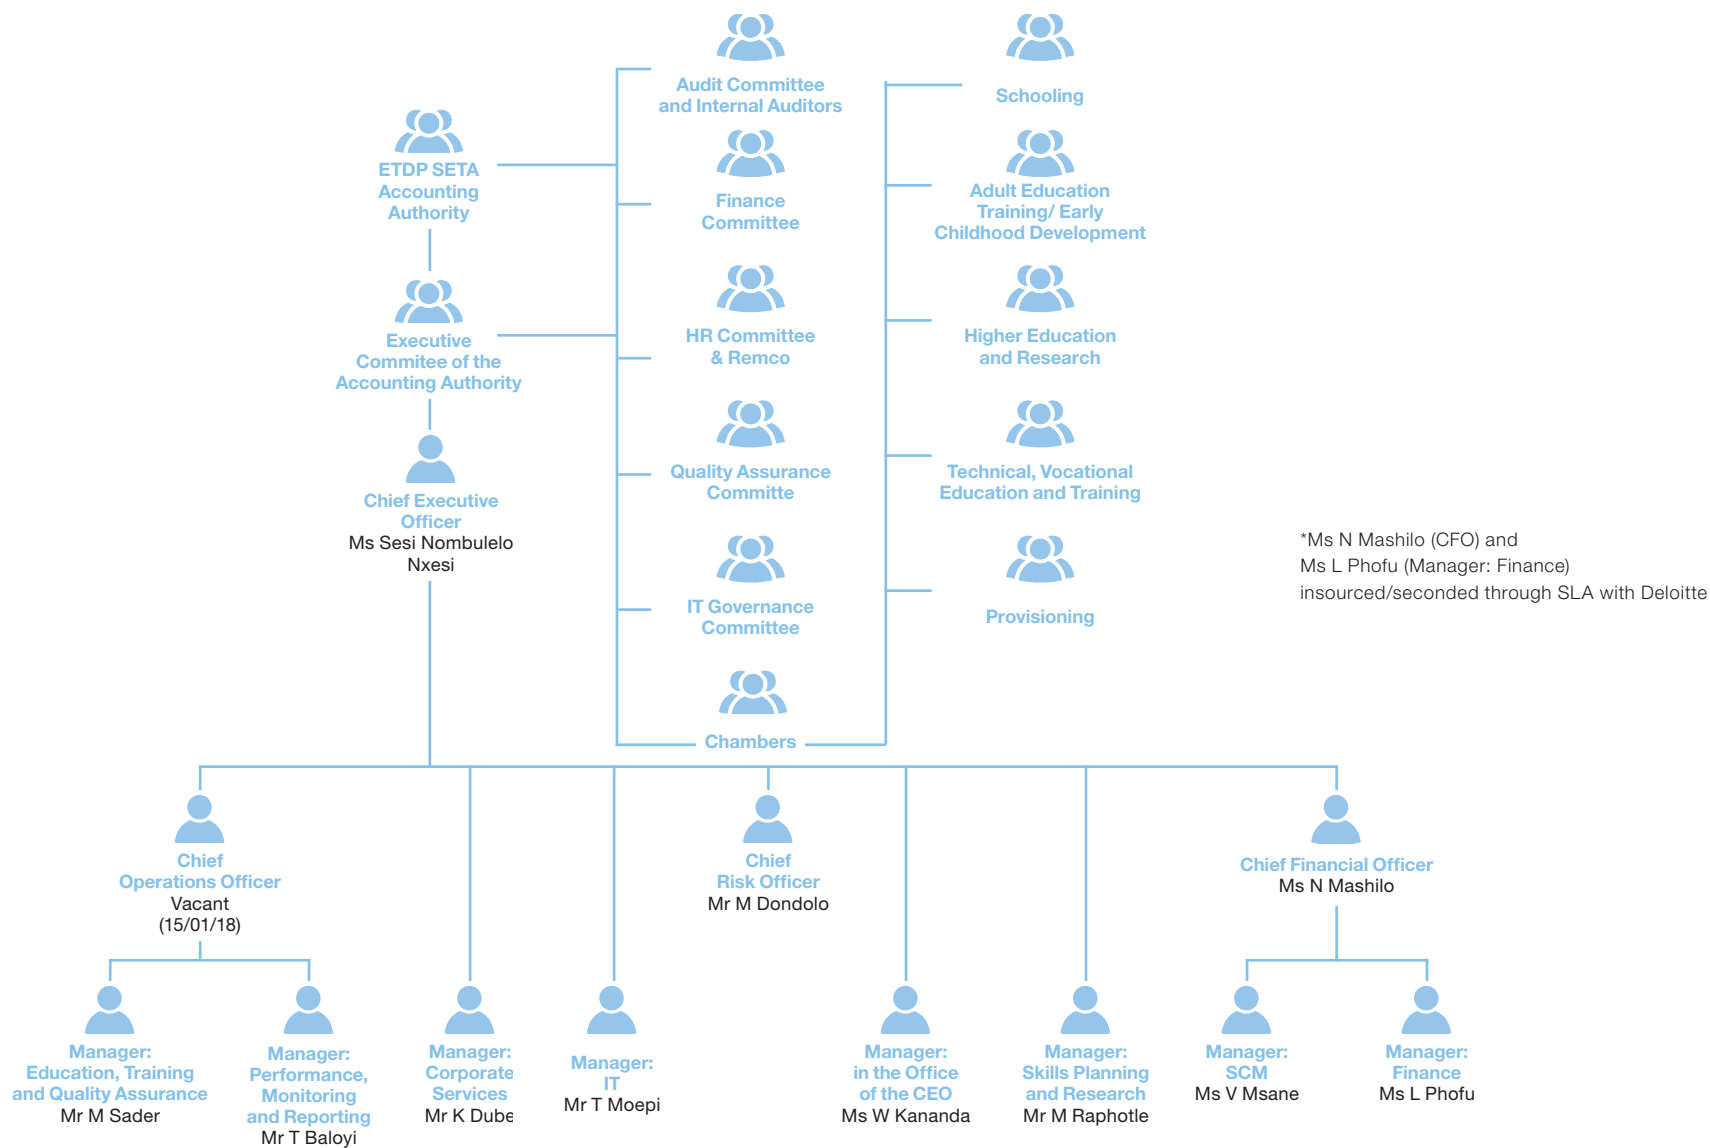 Audit Committee
and Internal Auditors
Schooling
ETDP SETA
Accounting
Authority
Finance
Committee
Adult Education
Training/ Early
Childhood Development
Executive
Commitee of the
Accounting Authority
HR Committee
& Remco
Higher Education
and Research
Quality Assurance
Committe
Technical, Vocational
Education and Training
Chief Executive
Officer
Ms Sesi Nombulelo
Nxesi
*Ms N Mashilo (CFO) and
Ms L Phofu (Manager: Finance)
insourced/seconded through SLA with Deloitte
IT Governance
Committee
Provisioning
Chambers
Chief
Operations Officer
Vacant
(15/01/18)
Chief
Risk Officer
Mr M Dondolo
Chief Financial Officer
Ms N Mashilo
Manager:
Education, Training
and Quality Assurance
Mr M Sader
Manager:
Performance,
Monitoring
and Reporting
Mr T Baloyi
Manager:
Corporate
Services
Mr K Dube
Manager:
IT
Mr T Moepi
Manager:
in the Office
of the CEO
Ms W Kananda
Manager:
Skills Planning
and Research
Mr M Raphotle
Manager:
SCM
Ms V Msane
Manager:
Finance
Ms L Phofu